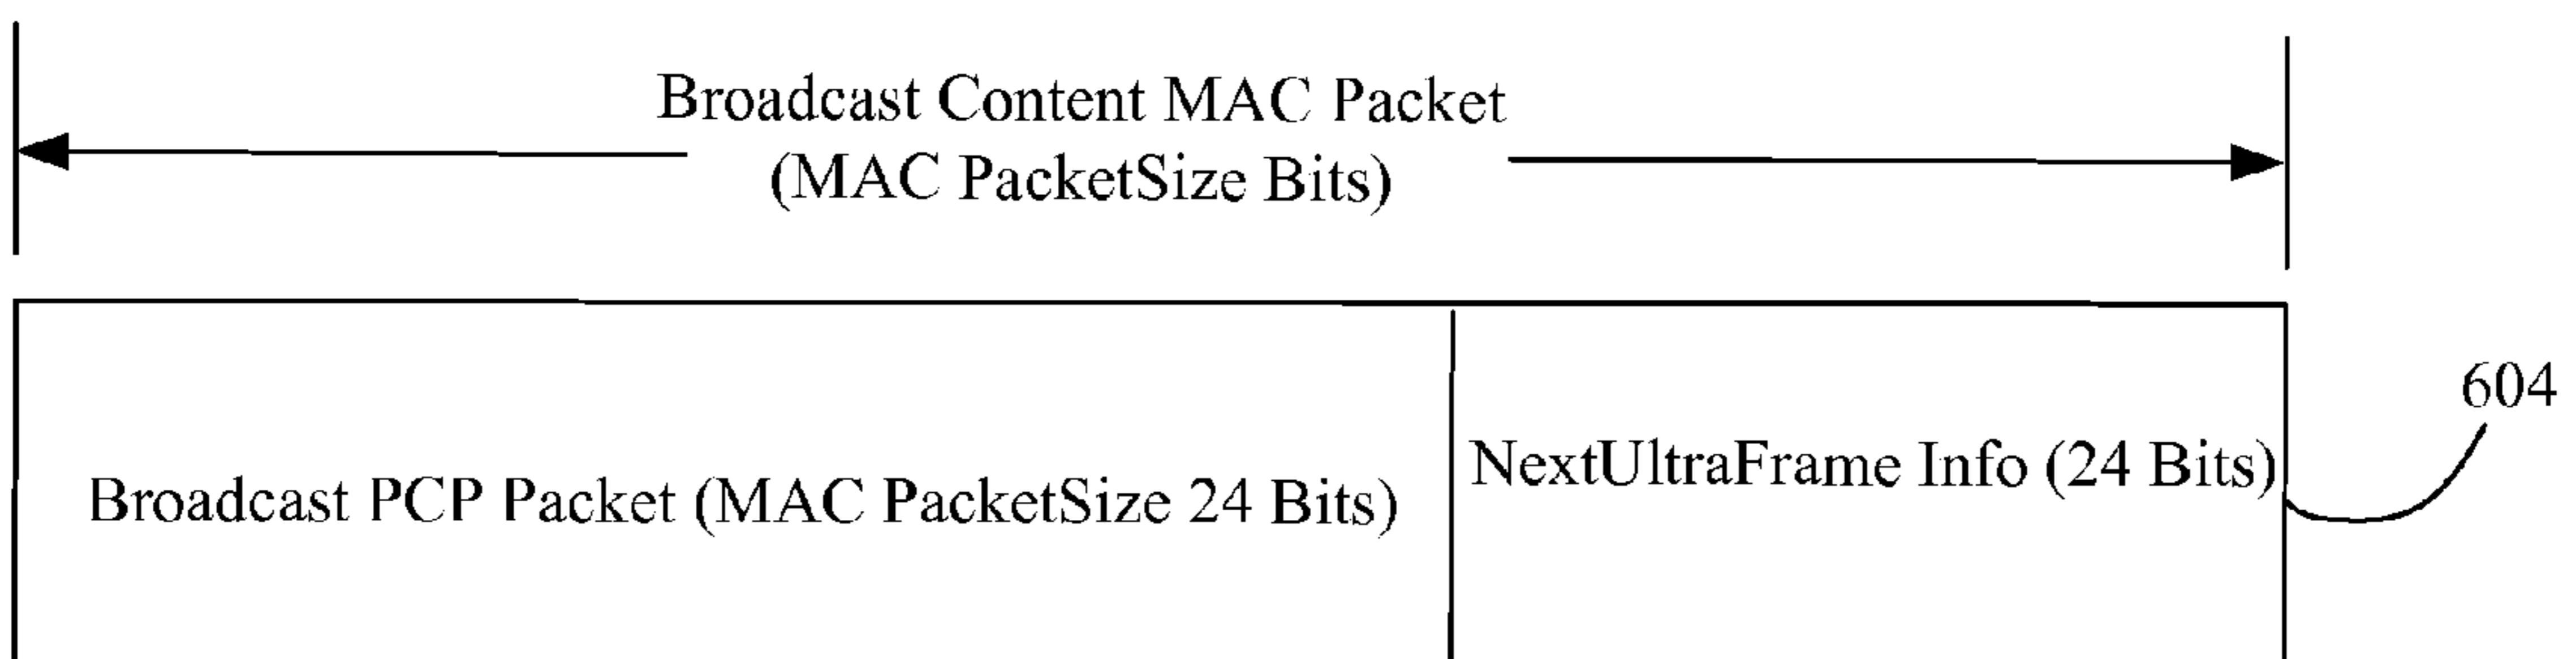 Broadcast Content MAC Packet
(MAC PacketSize Bits)
604
NextUltraFrame Info (24 Bits)
Broadcast PCP Packet (MAC PacketSize 24 Bits)